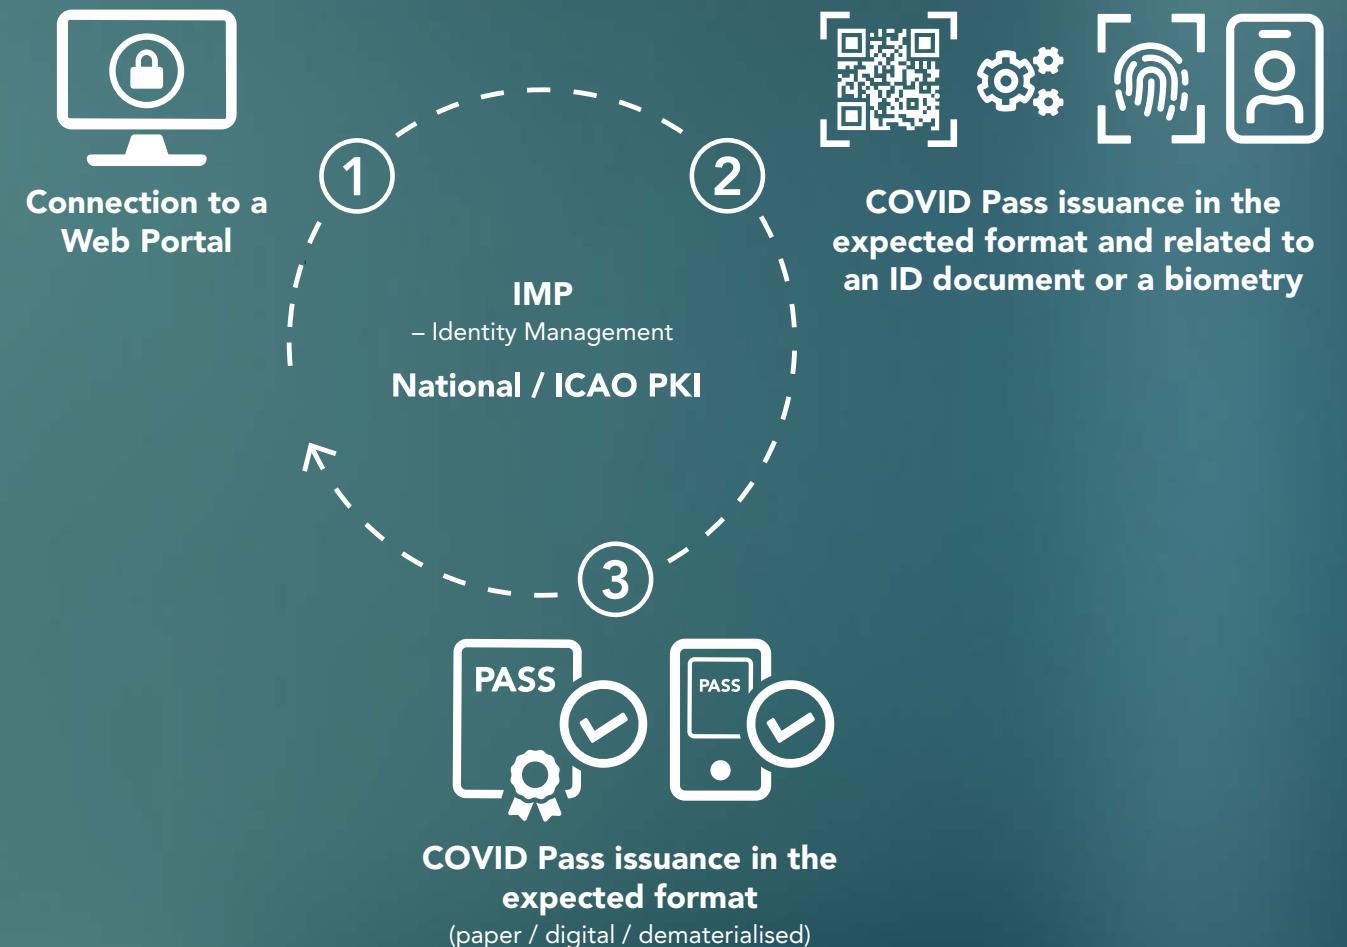 1
Connection to a
Web Portal
2
COVID Pass issuance in the
expected format and related to
an ID document or a biometry
IMP
– Identity Management
National / ICAO PKI
3
PASS
PASS
COVID Pass issuance in the
expected format
(paper / digital / dematerialised)